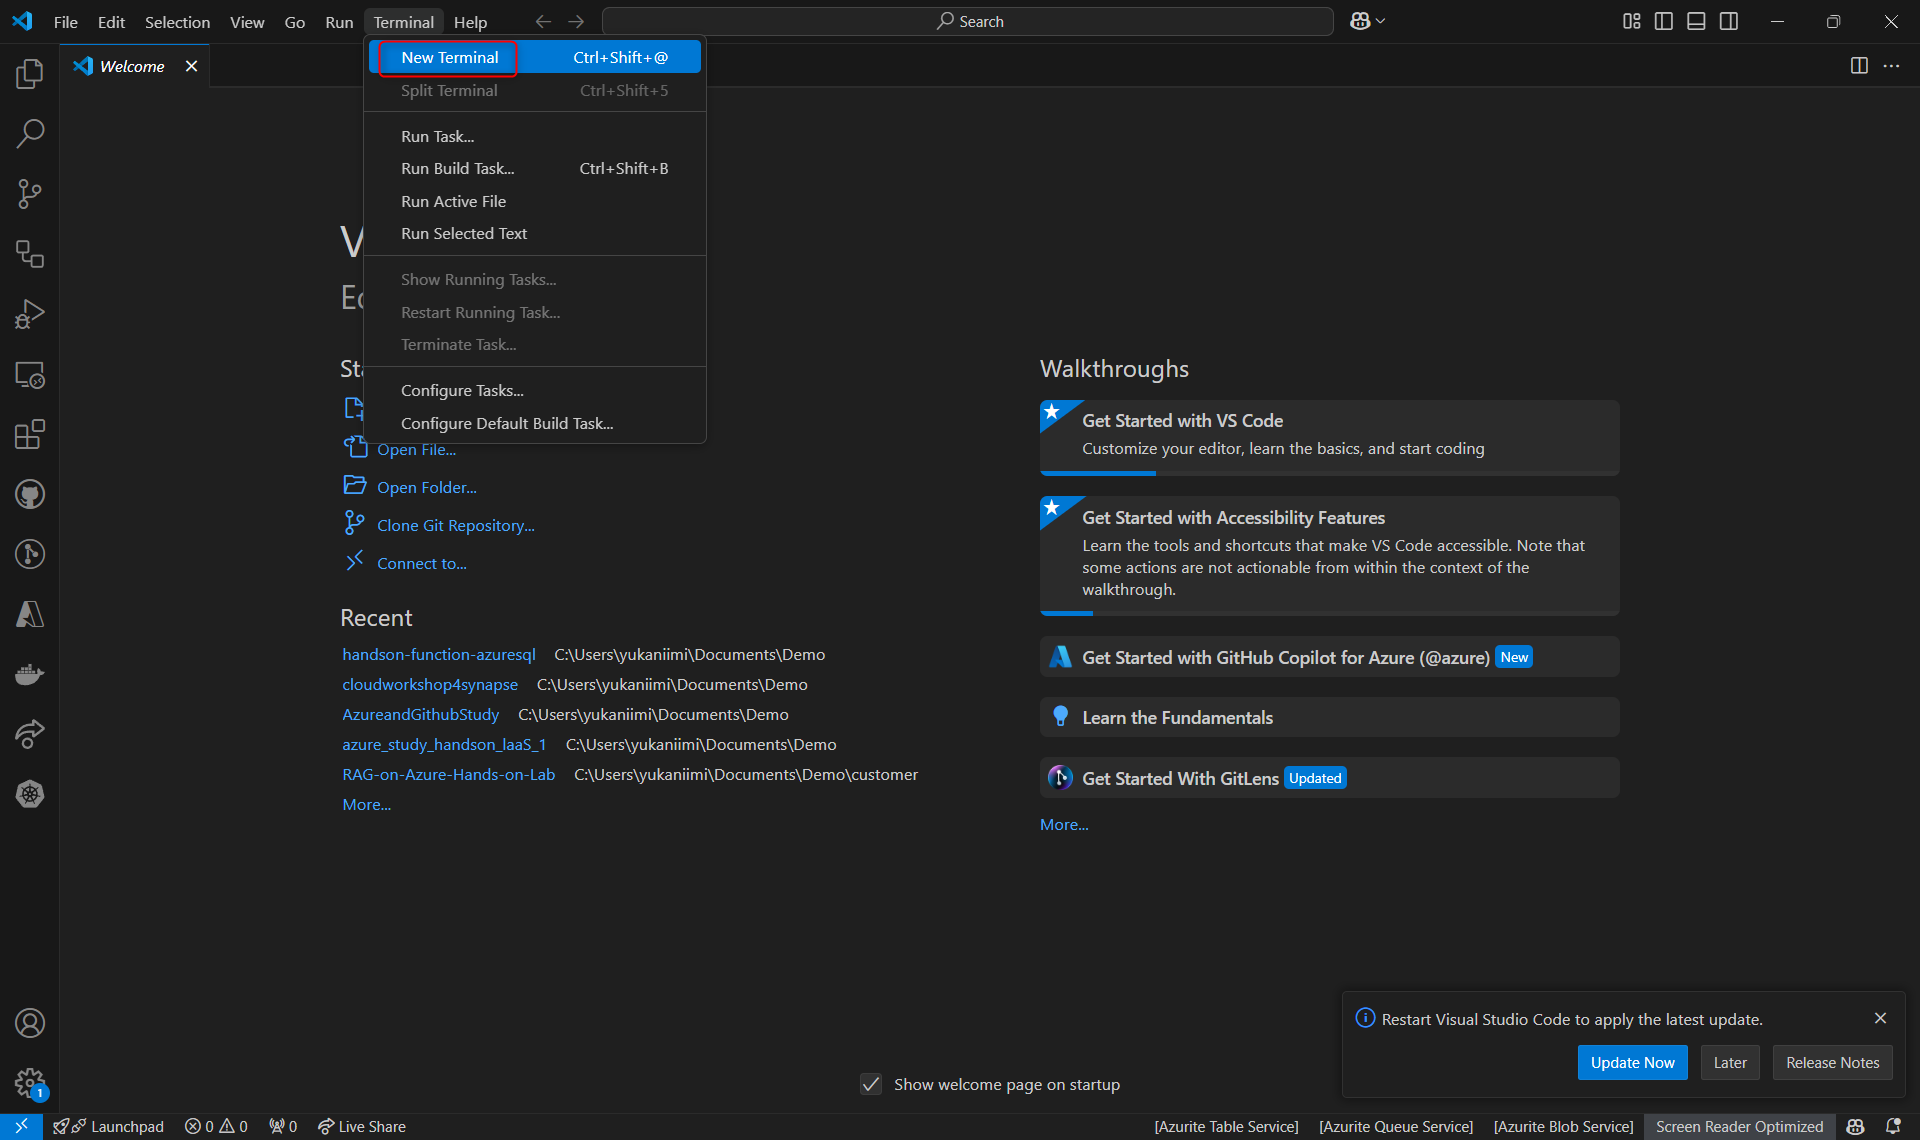 File Edit Selection View Go Run Terminal Help
Search
Welcome
New Terminal Ctrl+Shift+@
Split Terminal Ctrl+Shift+5
Run Task...
Run Build Task... Ctrl+Shift+B
Run Active File
Run Selected Text
Show Running Tasks...
Restart Running Task...
Terminate Task...
Configure Tasks...
Configure Default Build Task...
Open File...
Open Folder...
Clone Git Repository...
Connect to...
Recent
handson-function-azuresql C:\Users\yukaniimi\Documents\Demo
cloudworkshop4synapse C:\Users\yukaniimi\Documents\Demo
AzureandGithubStudy C:\Users\yukaniimi\Documents\Demo
azure_study_handson_IaaS_1 C:\Users\yukaniimi\Documents\Demo
RAG-on-Azure-Hands-on-Lab C:\Users\yukaniimi\Documents\Demo\customer
More...
Walkthroughs
Get Started with VS Code
Customize your editor, learn the basics, and start coding
Get Started with Accessibility Features
Learn the tools and shortcuts that make VS Code accessible. Note that
some actions are not actionable from within the context of the
walkthrough.
Get Started with GitHub Copilot for Azure (@azure) New
Learn the Fundamentals
Get Started With GitLens Updated
More...
Restart Visual Studio Code to apply the latest update.
Update Now Later Release Notes
Show welcome page on startup
1
Launchpad 0 0 0 Live Share [Azurite Table Service] [Azurite Queue Service] [Azurite Blob Service] Screen Reader Optimized